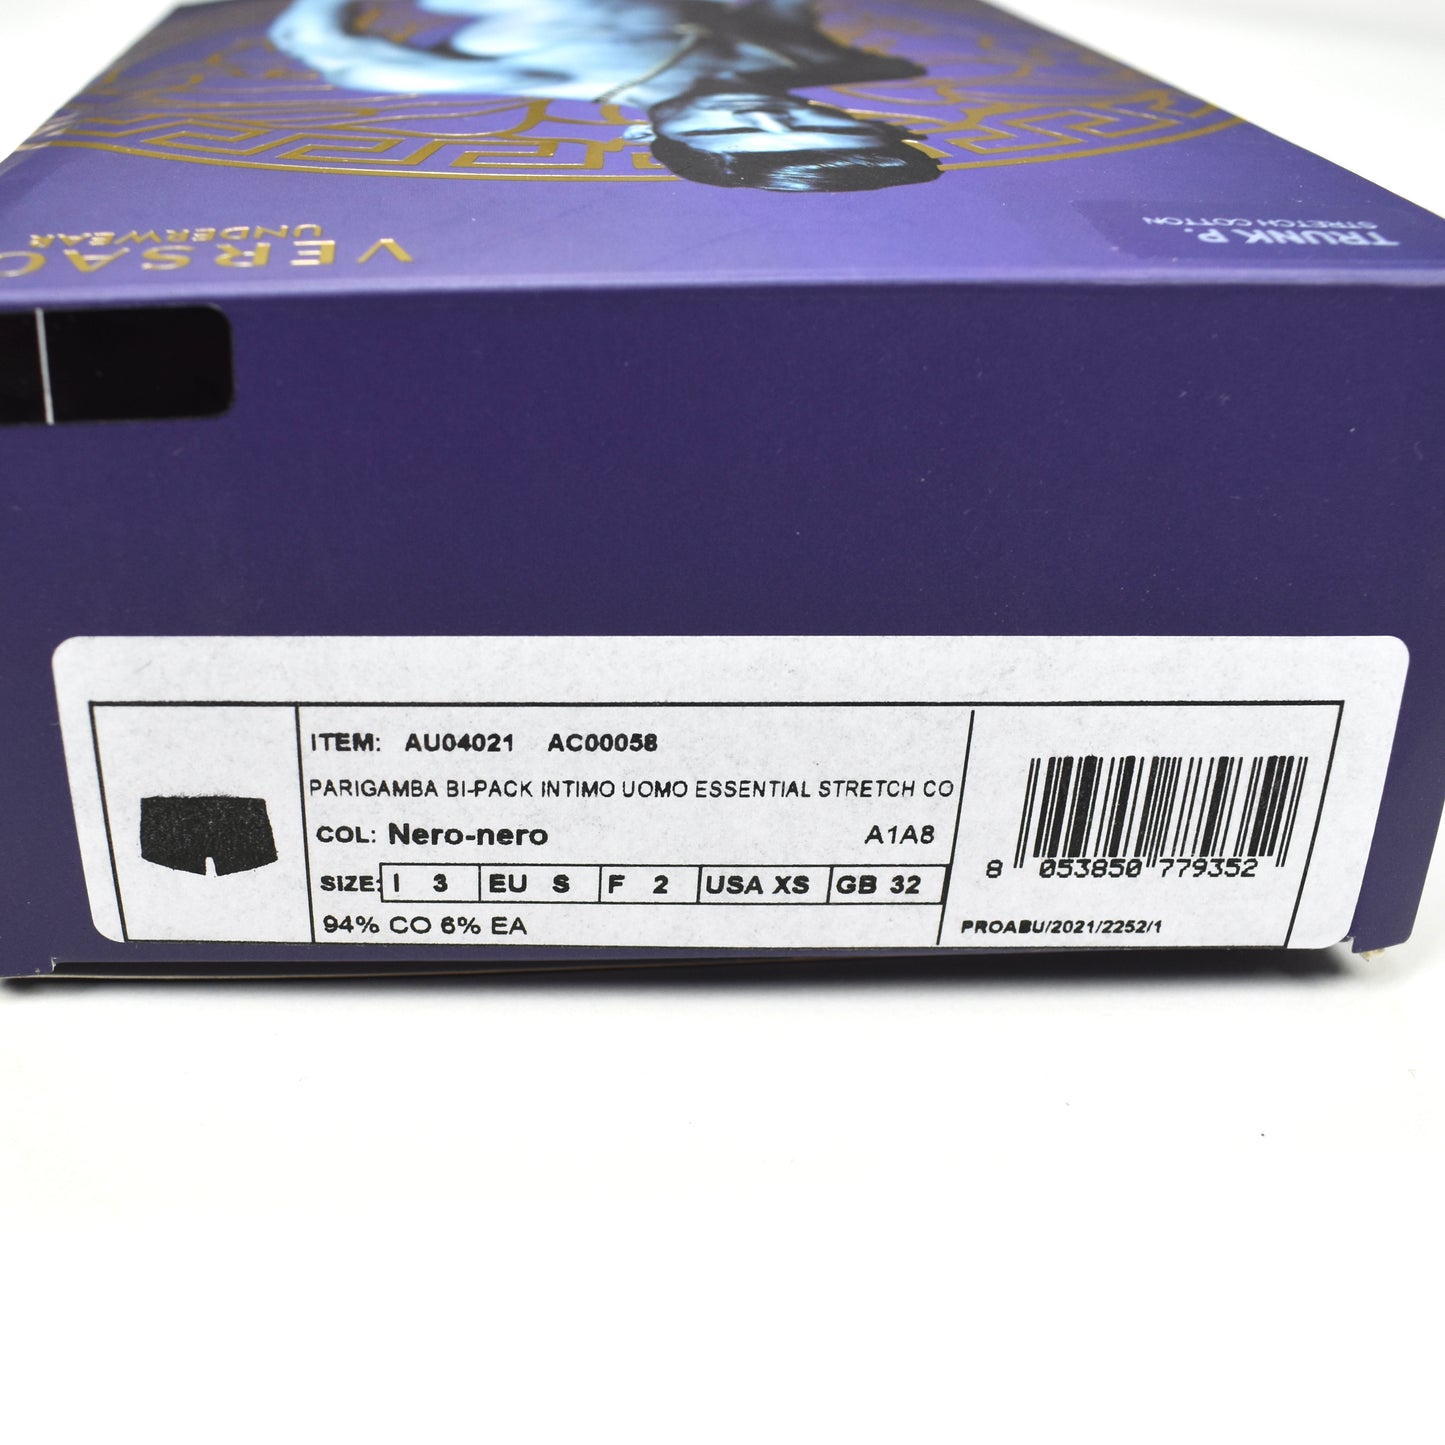 VERSAC
UNDERWEAR
TRUNK P.
STRETCH COTTON
ITEM: AU04021 AC00058
PARIGAMBA BI-PACK INTIMO UOMO ESSENTIAL STRETCH CO
COL: Nero-nero A1A8
SIZE: I 3 EU S F 2 USA XS GB 32
94% CO 6% EA
8 053850 779352
PROABU/2021/2252/1